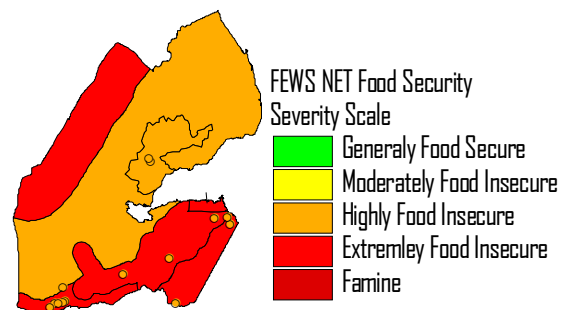 FEWS NET Food Security
Severity Scale
Generaly Food Secure
Moderately Food Insecure
Highly Food Insecure
Extremley Food Insecure
Famine